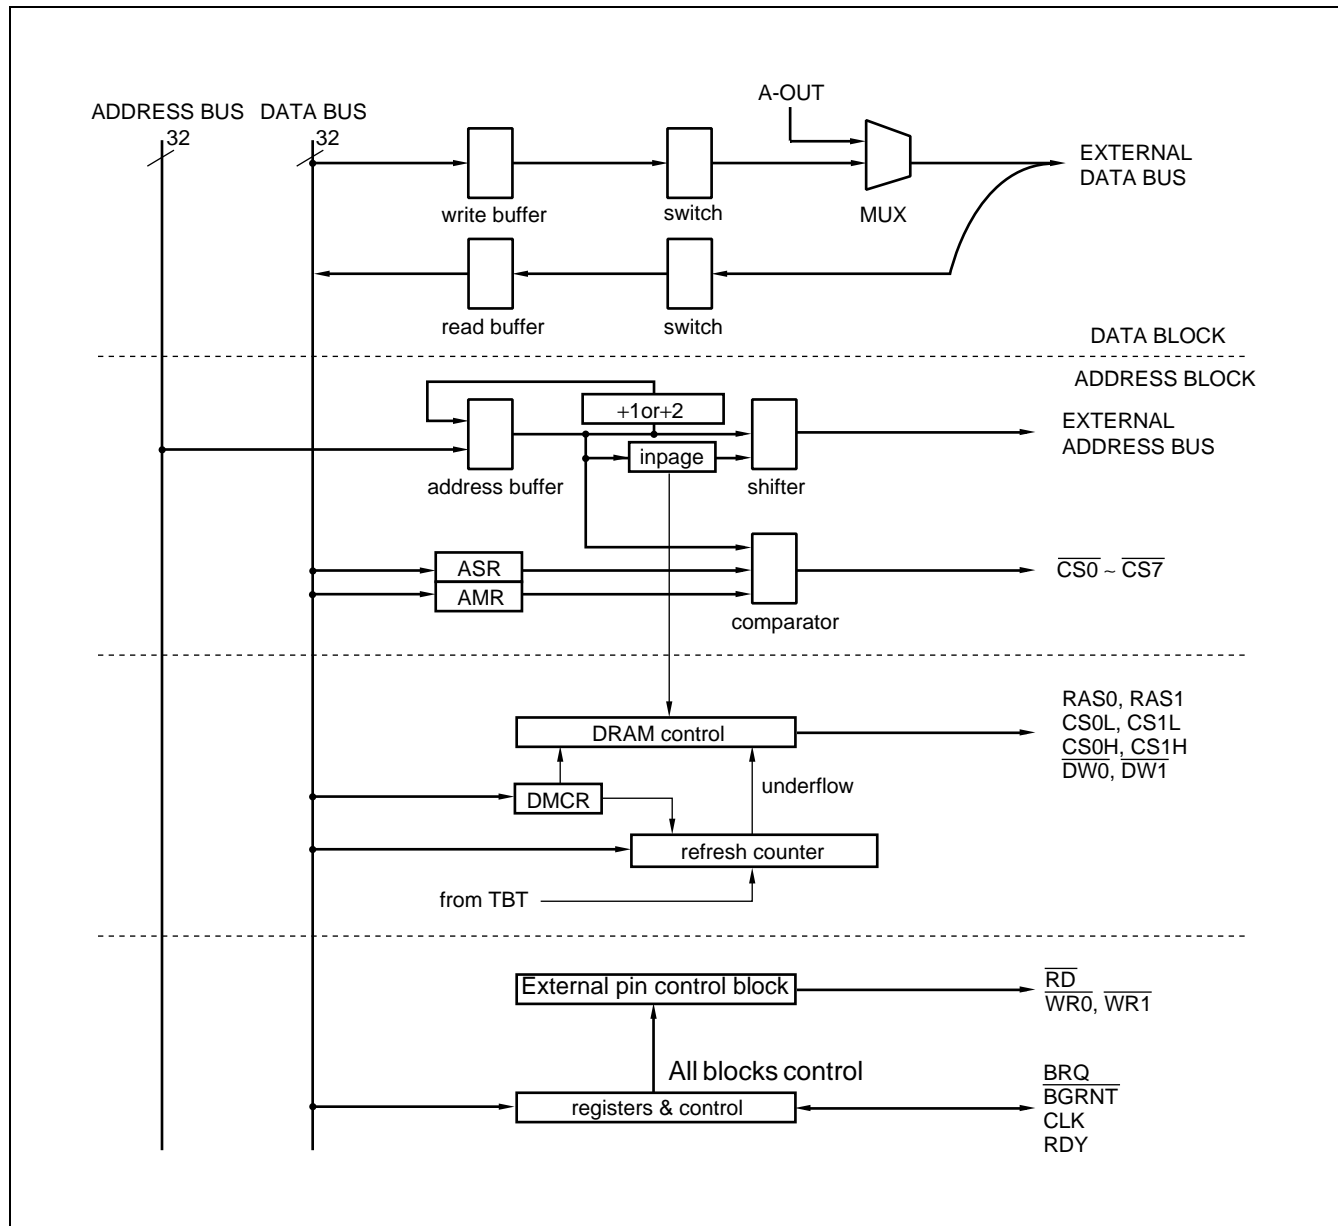 A-OUT
ADDRESS BUS
DATA BUS
32
32
EXTERNAL
DATA BUS
write buffer
switch
MUX
read buffer
switch
DATA BLOCK
ADDRESS BLOCK
+1or+2
EXTERNAL
ADDRESS BUS
inpage
address buffer
shifter
ASR
CS0 ~ CS7
AMR
comparator
RAS0, RAS1
CS0L, CS1L
CS0H, CS1H
DW0, DW1
DRAM control
underflow
DMCR
refresh counter
from TBT
External pin control block
RD
WR0, WR1
All blocks control
registers & control
BRQ
BGRNT
CLK
RDY